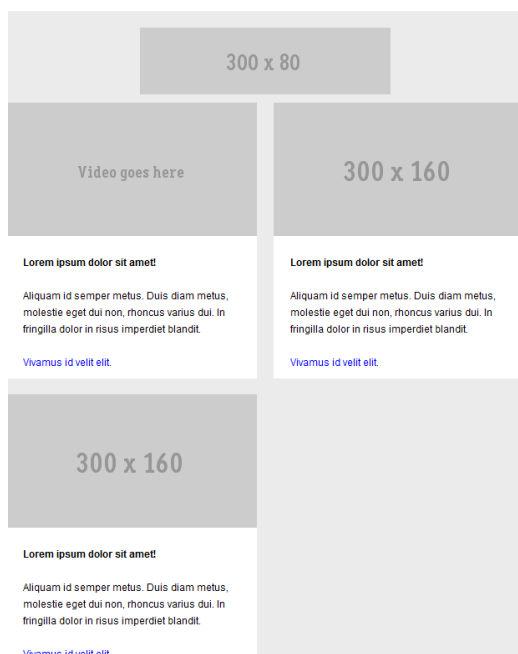 300 x 80
Video goes here
300 x 160
Lorem ipsum dolor sit amet!
Aliquam id semper metus. Duis diam metus,
molestie eget dui non, rhoncus varius dui. In
fringilla dolor in risus imperdiet blandit.
Vivamus id velit elit.
Lorem ipsum dolor sit amet!
Aliquam id semper metus. Duis diam metus,
molestie eget dui non, rhoncus varius dui. In
fringilla dolor in risus imperdiet blandit.
Vivamus id velit elit.
300 x 160
Lorem ipsum dolor sit amet!
Aliquam id semper metus. Duis diam metus,
molestie eget dui non, rhoncus varius dui. In
fringilla dolor in risus imperdiet blandit.
Vivamus id velit elit.